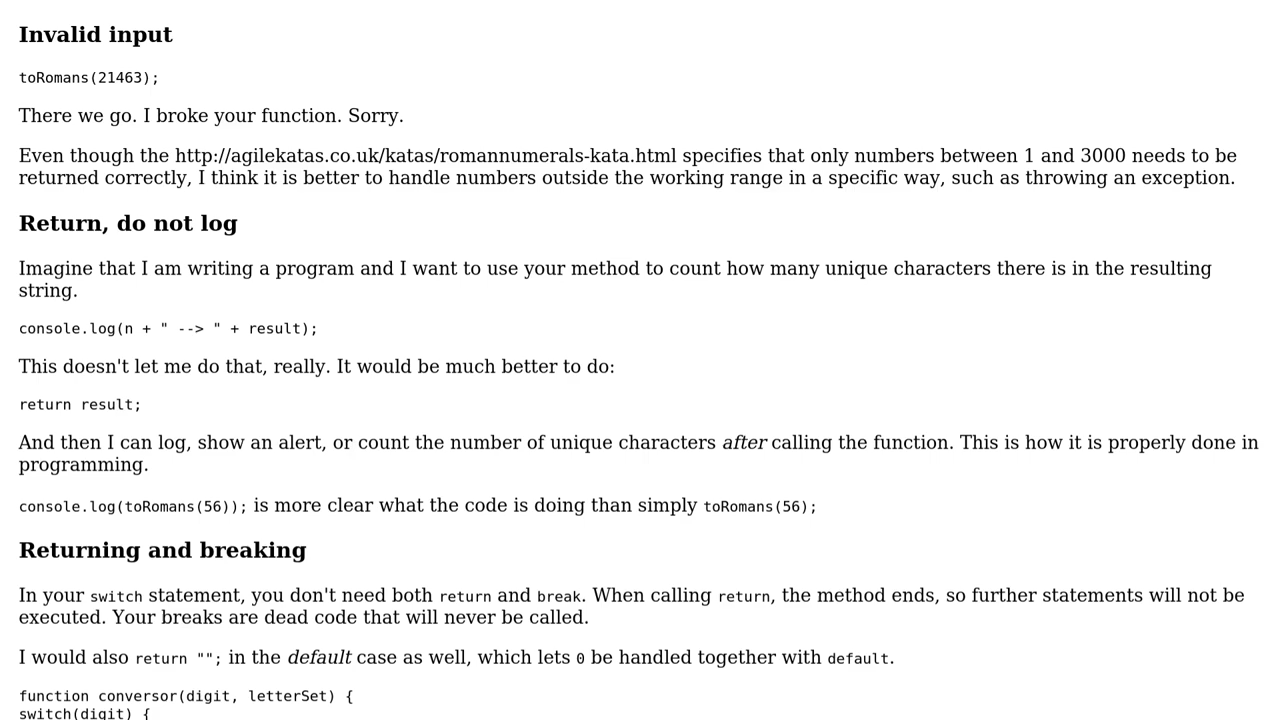 Invalid input
toRomans(21463);
There we go. I broke your function. Sorry.
Even though the http://agilekatas.co.uk/katas/romannumerals-kata.html specifies that only numbers between 1 and 3000 needs to be
returned correctly, I think it is better to handle numbers outside the working range in a specific way, such as throwing an exception.
Return, do not log
Imagine that I am writing a program and I want to use your method to count how many unique characters there is in the resulting
string.
console.log(n + " --> " + result);
This doesn't let me do that, really. It would be much better to do:
return result;
And then I can log, show an alert, or count the number of unique characters after calling the function. This is how it is properly done in
programming.
console.log(toRomans(56)); is more clear what the code is doing than simply toRomans(56);
Returning and breaking
In your switch statement, you don't need both return and break. When calling return, the method ends, so further statements will not be
executed. Your breaks are dead code that will never be called.
I would also return ""; in the default case as well, which lets 0 be handled together with default.
function conversor(digit, letterSet) {
switch(digit) {